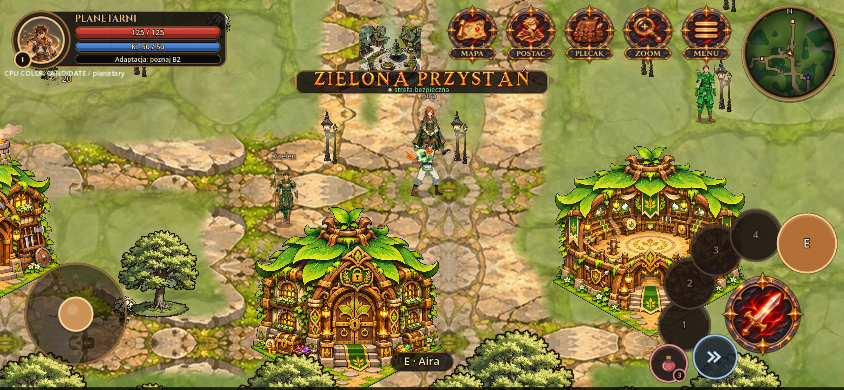 PLANETARNI
125 / 125
KI 50 / 50
Adaptacja: poznaj B2
I
CPU COLOR CANDIDATE / planetary
MAPA
POSTAĆ
PLECAK
ZOOM
MENU
N
ZIELONA PRZYSTAŃ
strefa bezpieczna
4
E
3
2
1
E · Aira
3